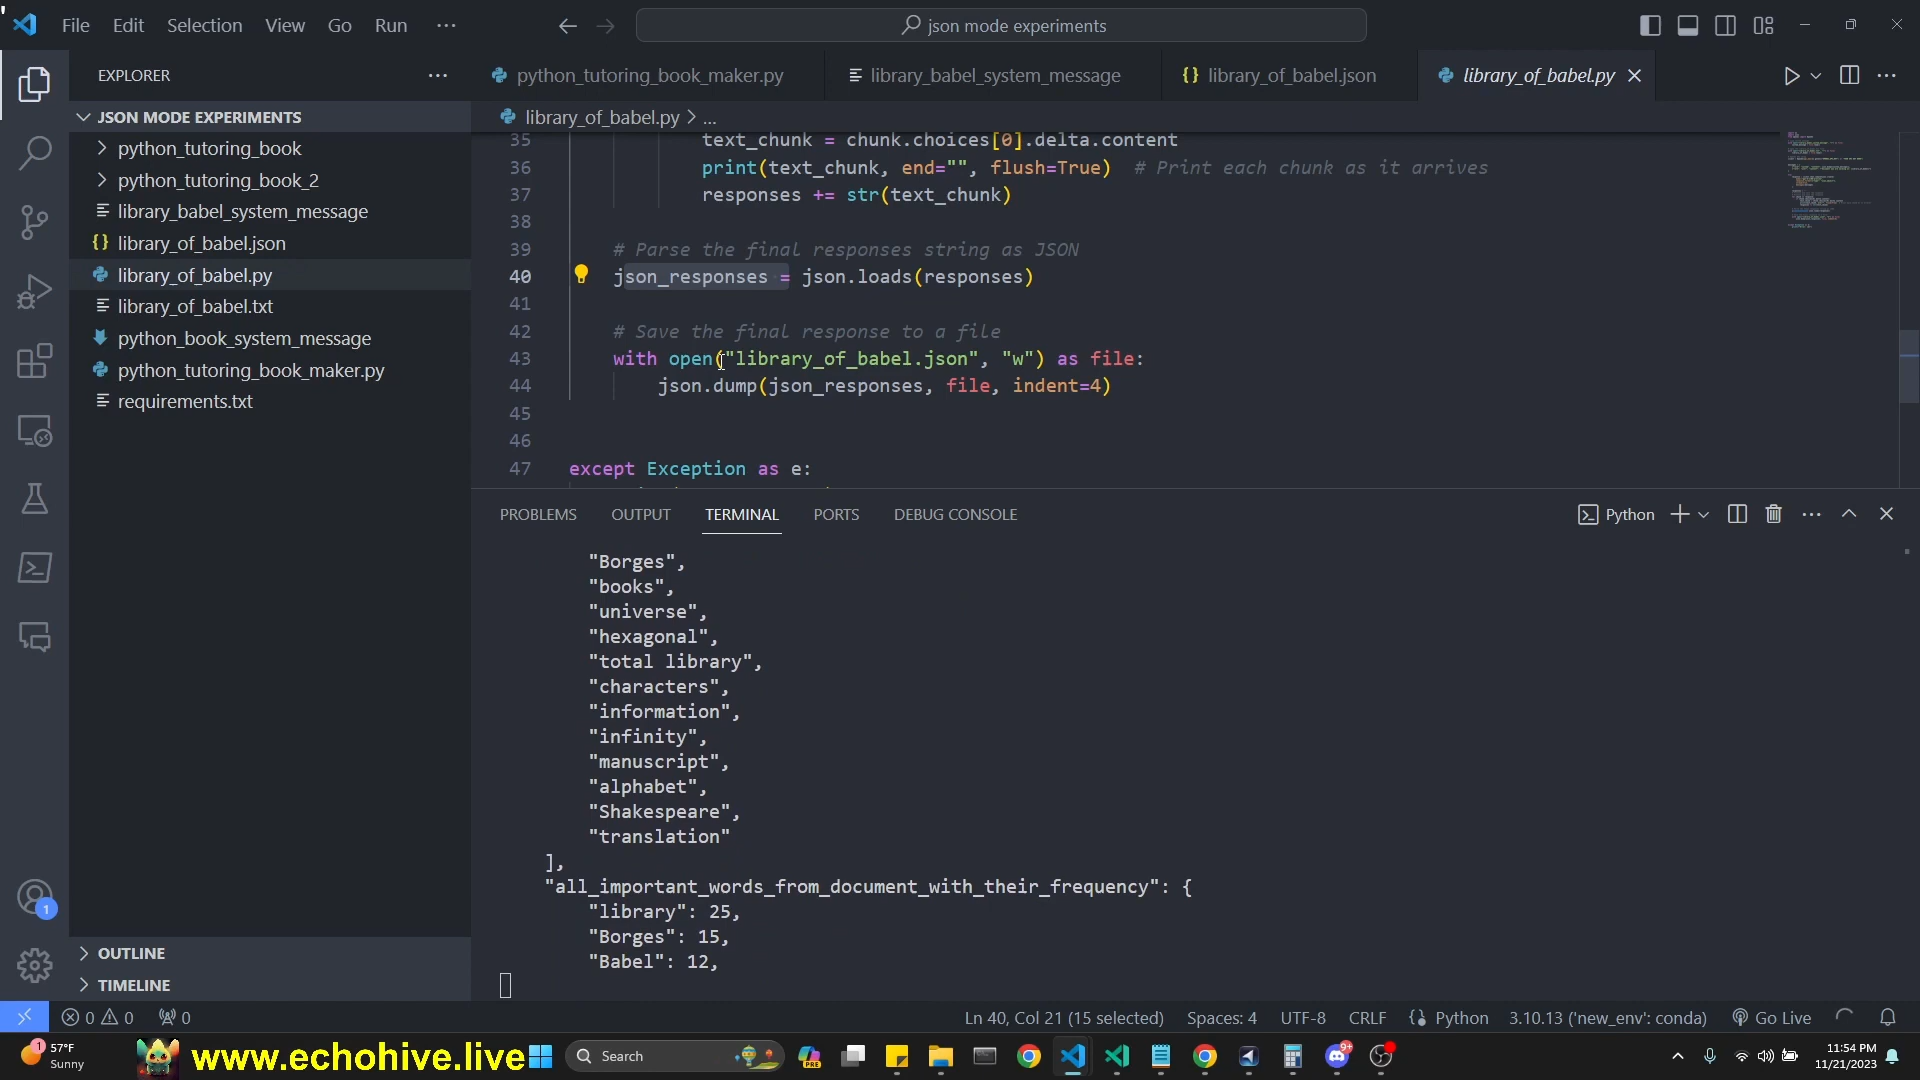 File Edit Selection View Go Run ···
json mode experiments
EXPLORER ···
python_tutoring_book_maker.py library_babel_system_message {} library_of_babel.json library_of_babel.py
JSON MODE EXPERIMENTS
python_tutoring_book
python_tutoring_book_2
library_babel_system_message
{} library_of_babel.json
library_of_babel.py
library_of_babel.txt
python_book_system_message
python_tutoring_book_maker.py
requirements.txt
OUTLINE
TIMELINE
library_of_babel.py > ...
35 text_chunk = chunk.choices[0].delta.content
36 print(text_chunk, end="", flush=True) # Print each chunk as it arrives
37 responses += str(text_chunk)
38
39 # Parse the final responses string as JSON
40 json_responses = json.loads(responses)
41
42 # Save the final response to a file
43 with open("library_of_babel.json", "w") as file:
44 json.dump(json_responses, file, indent=4)
45
46
47 except Exception as e:
PROBLEMS OUTPUT TERMINAL PORTS DEBUG CONSOLE
Python
"Borges",
"books",
"universe",
"hexagonal",
"total library",
"characters",
"information",
"infinity",
"manuscript",
"alphabet",
"Shakespeare",
"translation"
],
"all_important_words_from_document_with_their_frequency": {
"library": 25,
"Borges": 15,
"Babel": 12,
1
0 0 0
Ln 40, Col 21 (15 selected) Spaces: 4 UTF-8 CRLF Python 3.10.13 ('new_env': conda) Go Live
1 57°F
Sunny
www.echohive.live
Search
PRE
9+
11:54 PM
11/21/2023